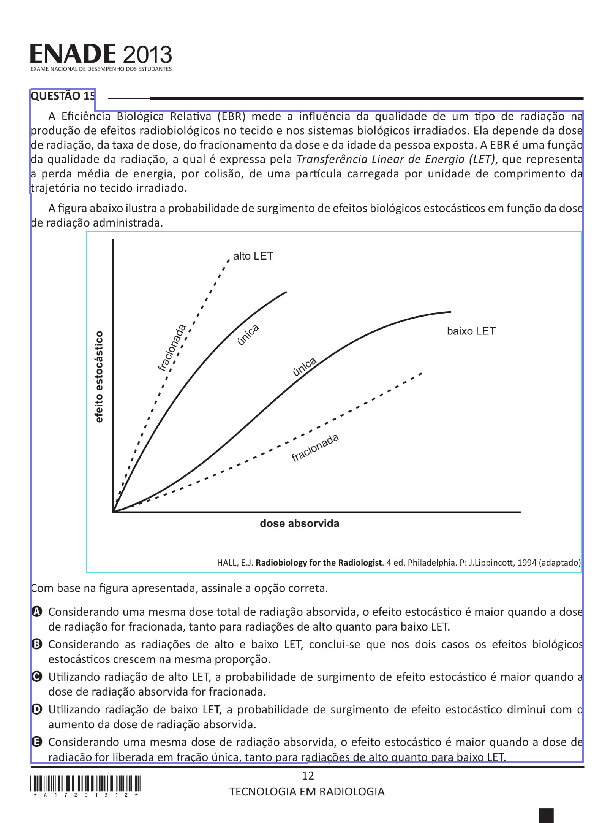 ENADE 2013
EXAME NACIONAL DE DESEMPENHO DOS ESTUDANTES
QUESTÃO 15
A Eficiência Biológica Relativa (EBR) mede a influência da qualidade de um tipo de radiação na
produção de efeitos radiobiológicos no tecido e nos sistemas biológicos irradiados. Ela depende da dose
de radiação, da taxa de dose, do fracionamento da dose e da idade da pessoa exposta. A EBR é uma função
da qualidade da radiação, a qual é expressa pela Transferência Linear de Energia (LET), que representa
a perda média de energia, por colisão, de uma partícula carregada por unidade de comprimento da
trajetória no tecido irradiado.
A figura abaixo ilustra a probabilidade de surgimento de efeitos biológicos estocásticos em função da dose
de radiação administrada.
alto LET
fracionada
única
baixo LET
única
fracionada
efeito estocástico
dose absorvida
HALL, E.J. Radiobiology for the Radiologist. 4 ed. Philadelphia. P: J.Lippincott, 1994 (adaptado)
Com base na figura apresentada, assinale a opção correta.
A Considerando uma mesma dose total de radiação absorvida, o efeito estocástico é maior quando a dose
de radiação for fracionada, tanto para radiações de alto quanto para baixo LET.
B Considerando as radiações de alto e baixo LET, conclui-se que nos dois casos os efeitos biológicos
estocásticos crescem na mesma proporção.
C Utilizando radiação de alto LET, a probabilidade de surgimento de efeito estocástico é maior quando a
dose de radiação absorvida for fracionada.
D Utilizando radiação de baixo LET, a probabilidade de surgimento de efeito estocástico diminui com o
aumento da dose de radiação absorvida.
E Considerando uma mesma dose de radiação absorvida, o efeito estocástico é maior quando a dose de
radiação for liberada em fração única, tanto para radiações de alto quanto para baixo LET.
12
TECNOLOGIA EM RADIOLOGIA